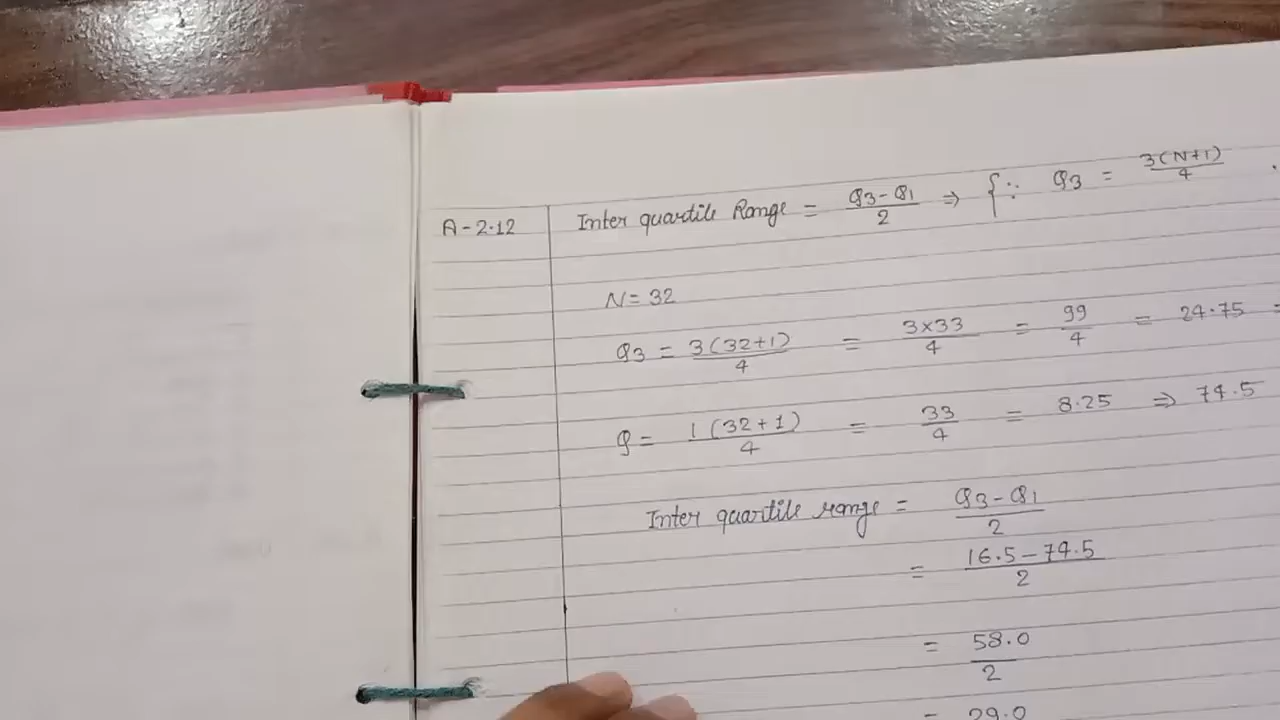 A-2.12 Inter quartile Range = Q3-Q1/2 ⇒ {∵ Q3 = 3(N+1)/4
N=32
Q3 = 3(32+1)/4 = 3×33/4 = 99/4 = 24.75 =
Q = 1(32+1)/4 = 33/4 = 8.25 ⇒ 74.5
Inter quartile range = Q3-Q1/2
= 16.5-74.5/2
= 58.0/2
= 29.0